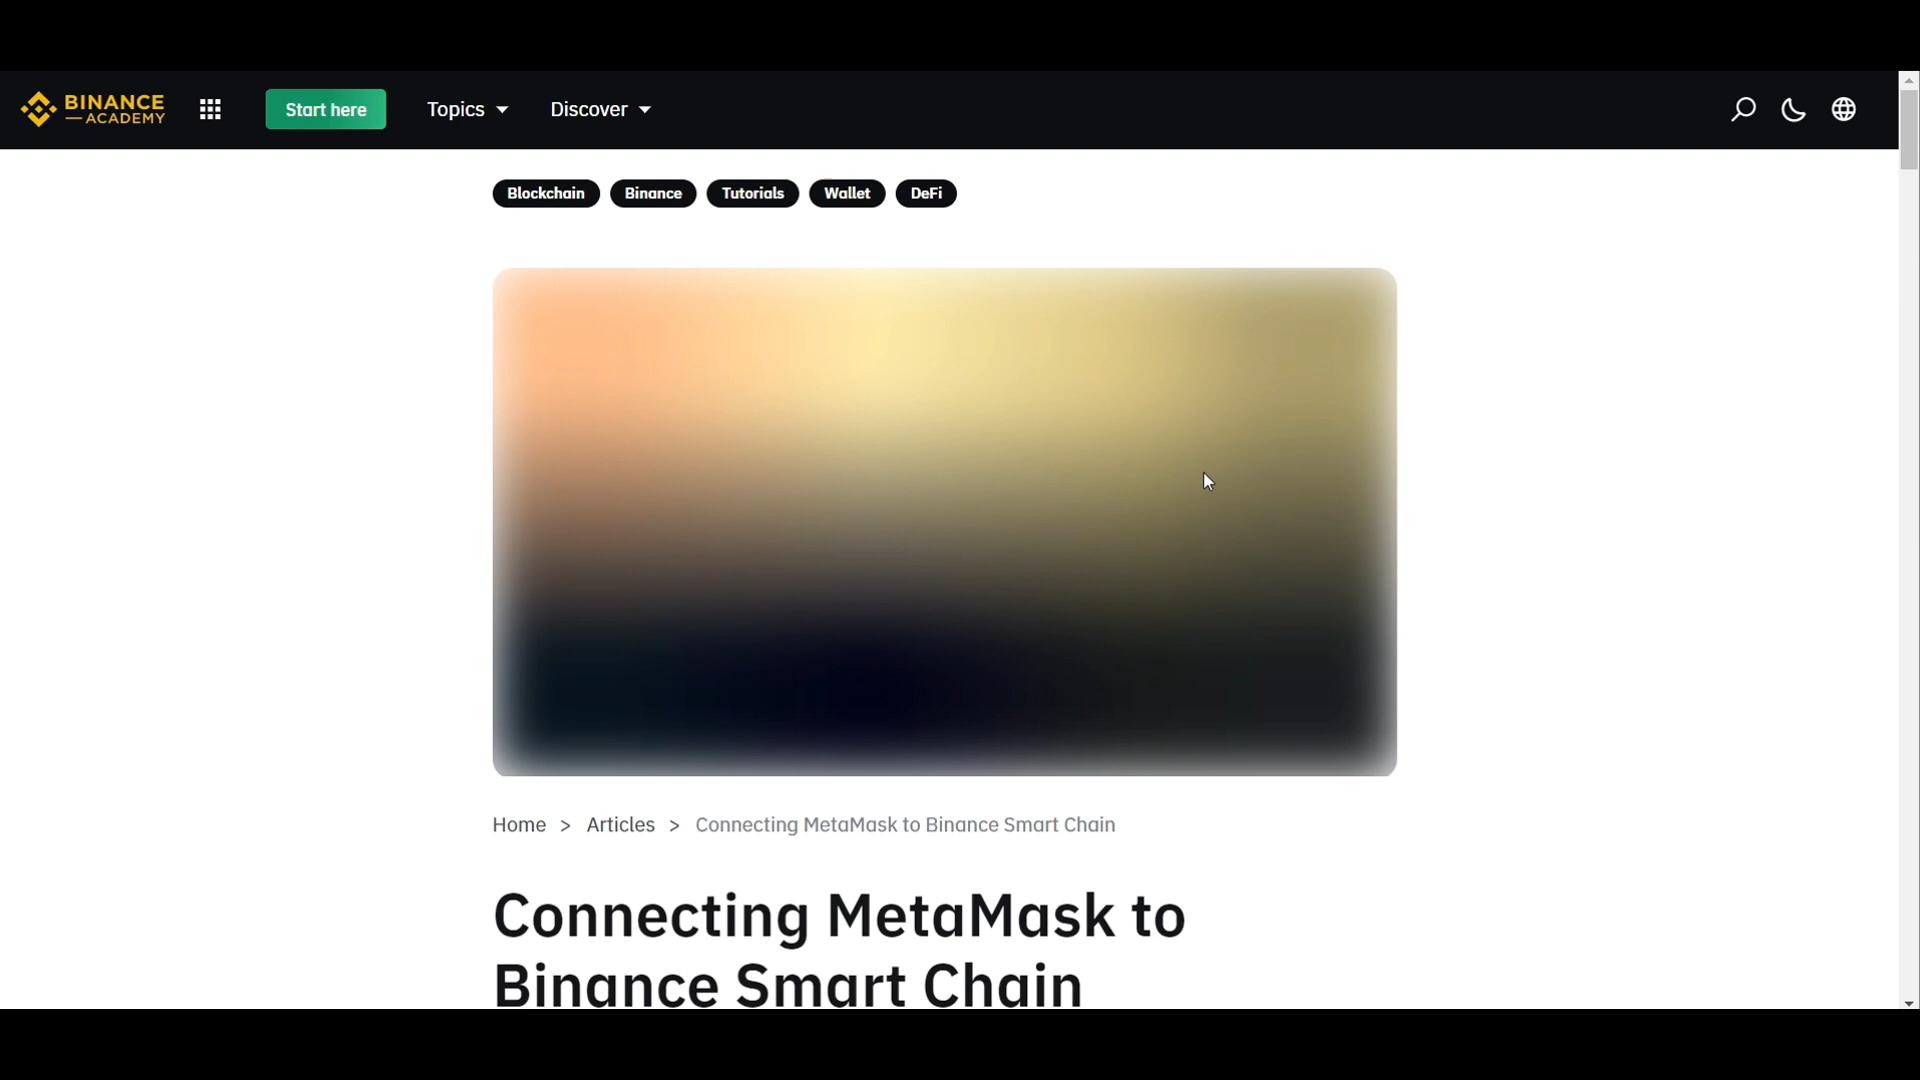 BINANCE
ACADEMY
Start here
Topics
Discover
Blockchain
Binance
Tutorials
Wallet
DeFi
Home > Articles > Connecting MetaMask to Binance Smart Chain
Connecting MetaMask to
Binance Smart Chain